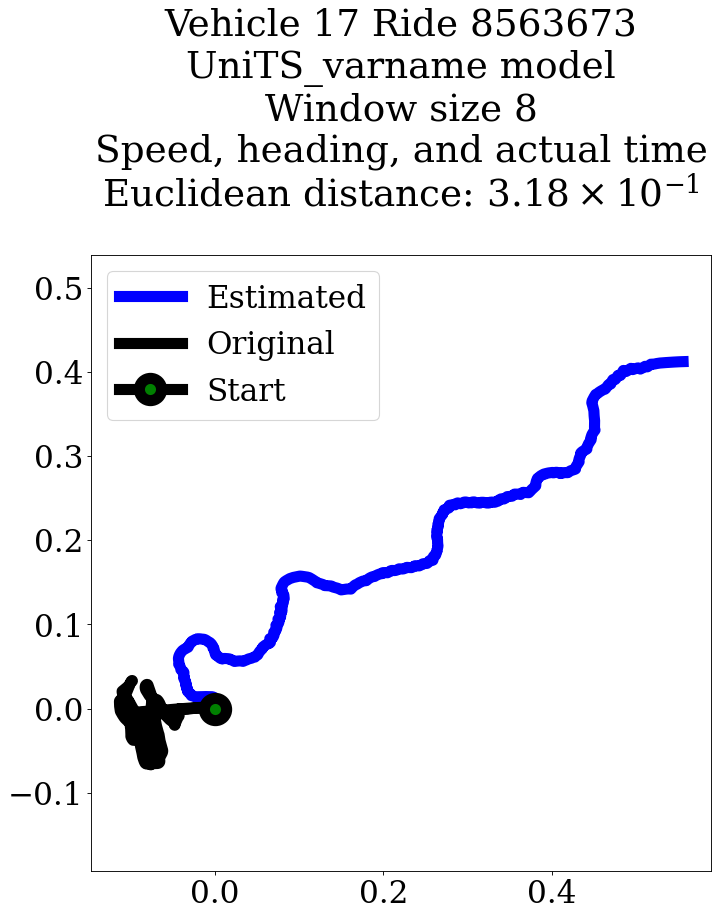 Vehicle 17 Ride 8563673
UniTS_varname model
Window size 8
Speed, heading, and actual time
Euclidean distance: 3.18 × 10⁻¹
Estimated
Original
Start
0.5
0.4
0.3
0.2
0.1
0.0
−0.1
0.0 0.2 0.4